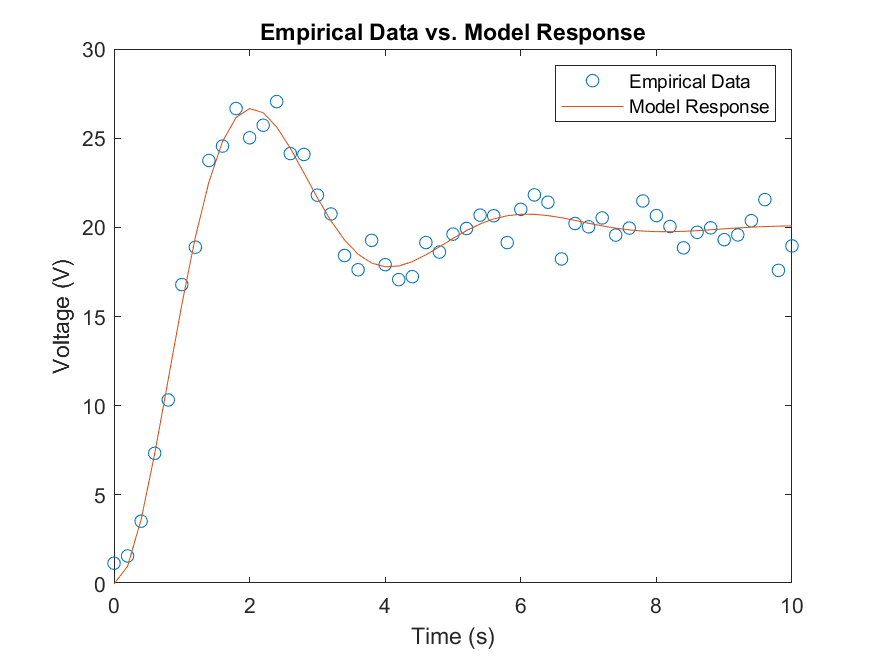 Empirical Data vs. Model Response
30
Empirical Data
Model Response
25
20
15
10
5
0
Voltage (V)
0 2 4 6 8 10
Time (s)